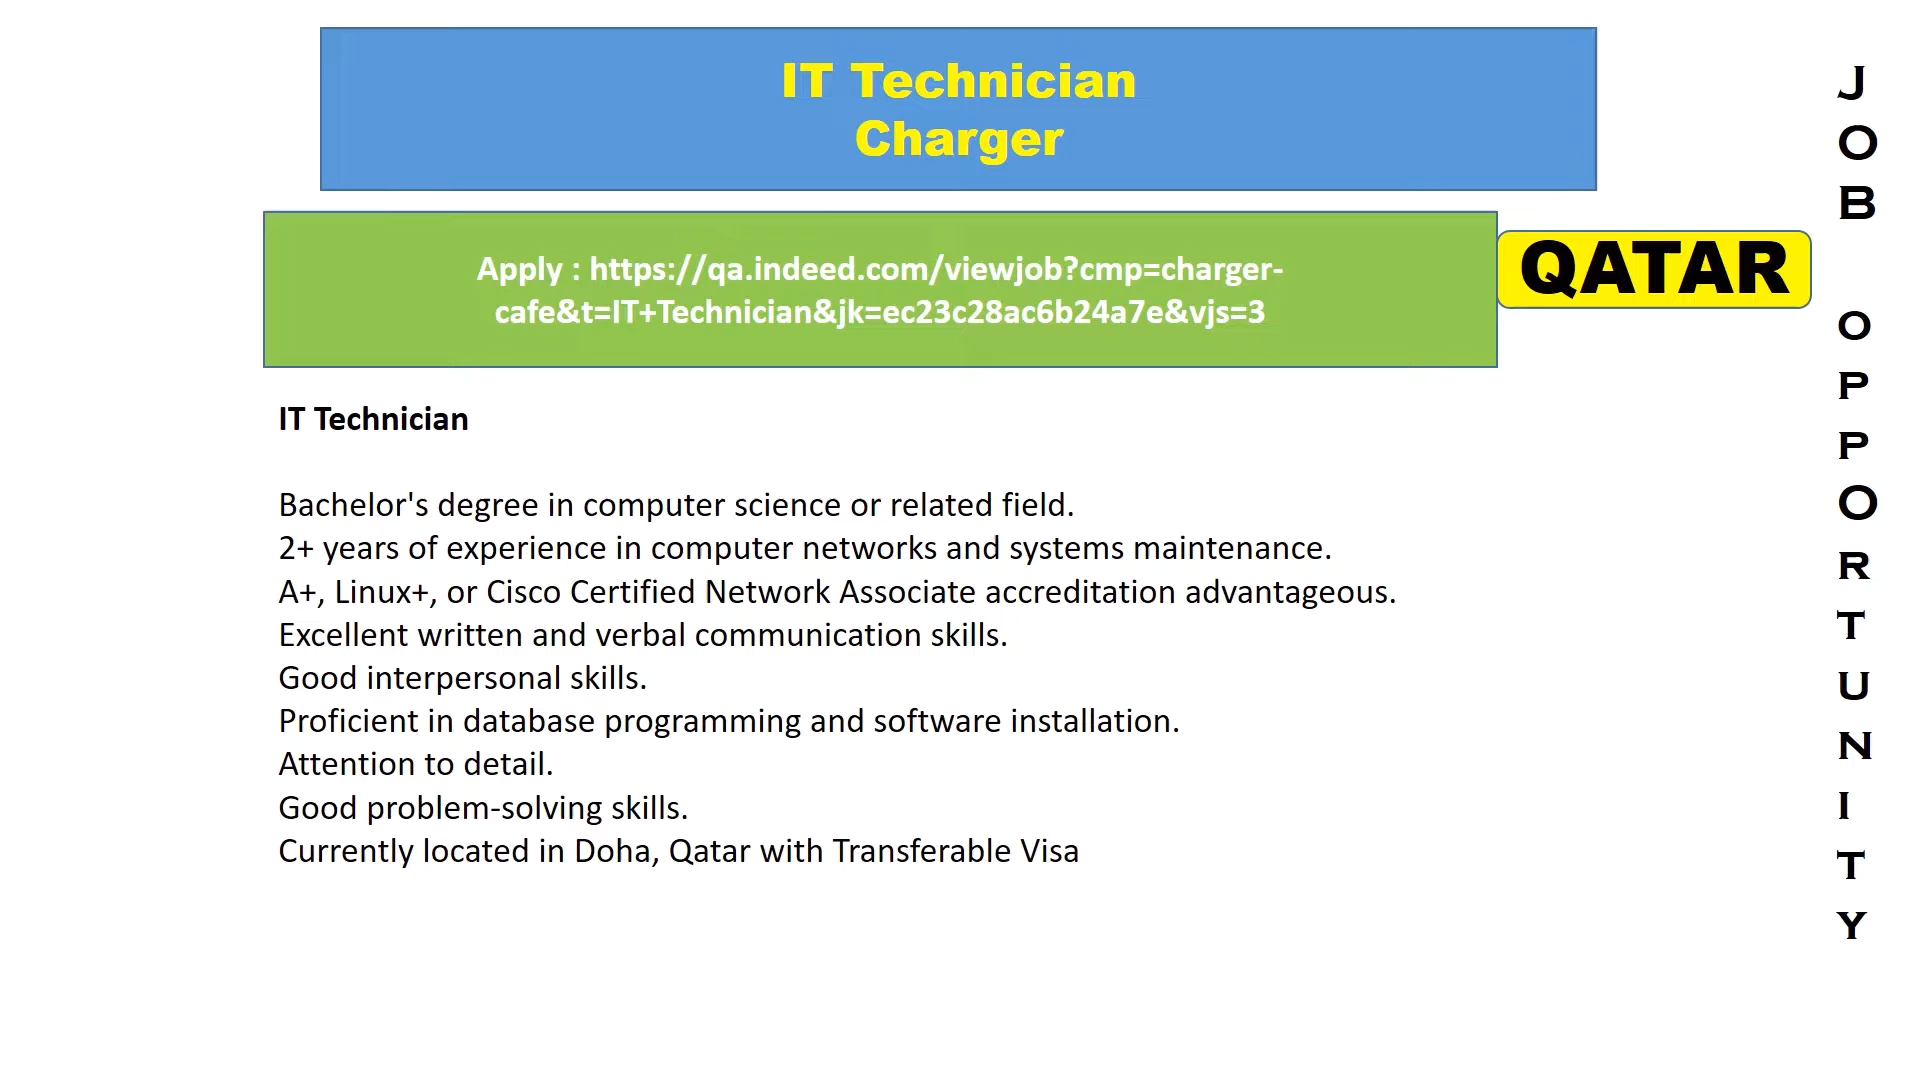 IT Technician
Charger
Apply : https://qa.indeed.com/viewjob?cmp=charger-
cafe&t=IT+Technician&jk=ec23c28ac6b24a7e&vjs=3
QATAR
IT Technician
Bachelor's degree in computer science or related field.
2+ years of experience in computer networks and systems maintenance.
A+, Linux+, or Cisco Certified Network Associate accreditation advantageous.
Excellent written and verbal communication skills.
Good interpersonal skills.
Proficient in database programming and software installation.
Attention to detail.
Good problem-solving skills.
Currently located in Doha, Qatar with Transferable Visa
JOB OPPORTUNITY